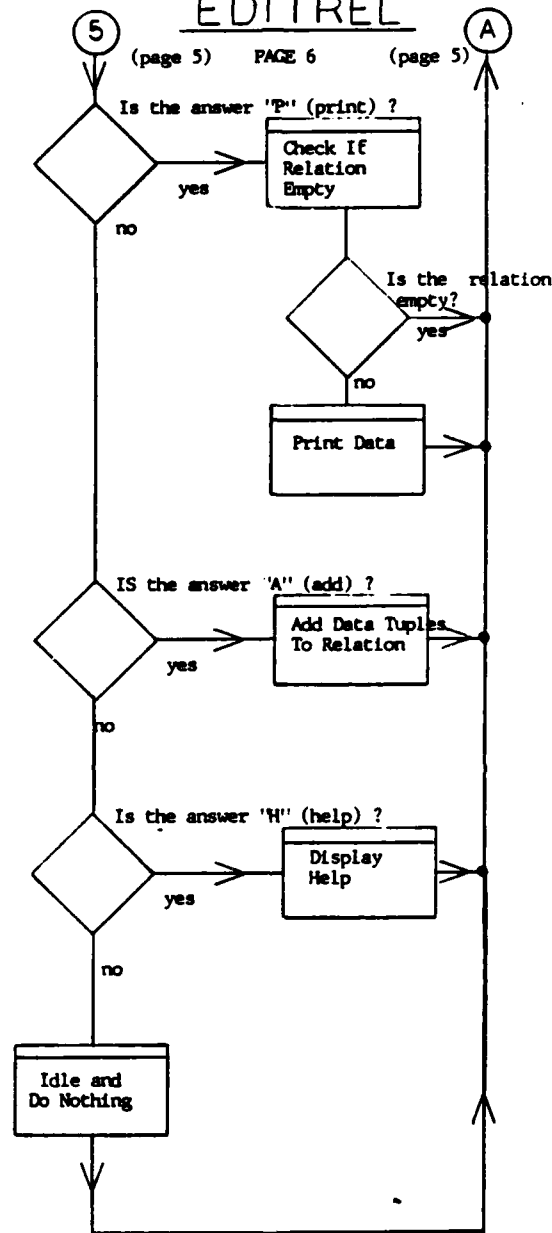 EDITREL
5
A
(page 5)
PAGE 6
(page 5)
Is the answer "P" (print) ?
Check If
Relation
Empty
yes
no
Is the relation
empty?
yes
no
Print Data
IS the answer "A" (add) ?
Add Data Tuples
To Relation
yes
no
Is the answer "H" (help) ?
Display
Help
yes
no
Idle and
Do Nothing